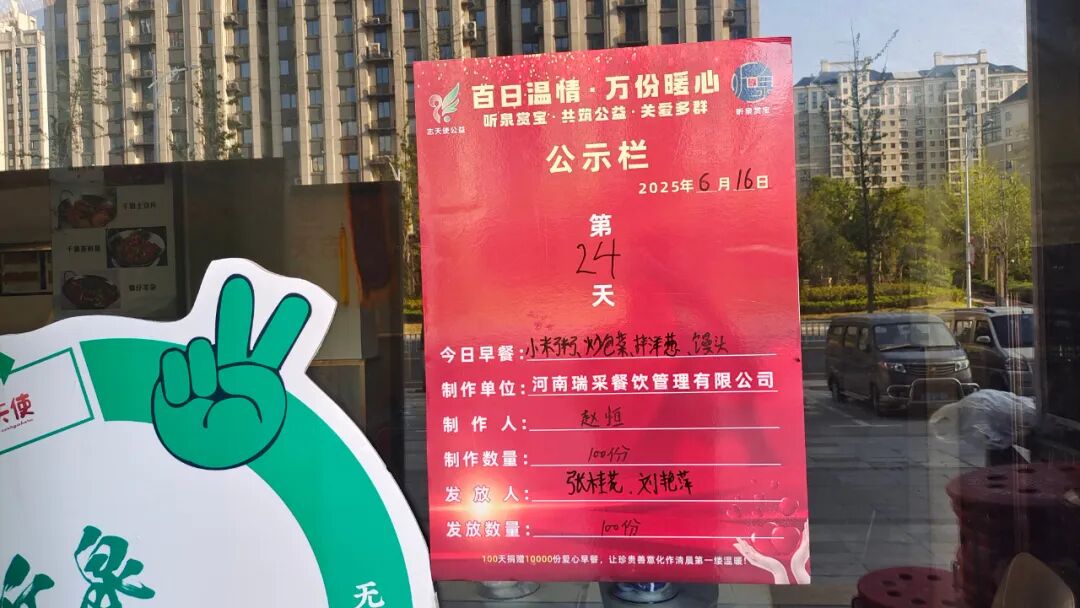 百日温情·万份暖心
听泉赏宝·共筑公益·关爱多群
志天使公益
听泉赏宝
公示栏
2025年6月16日
第
24
天
今日早餐:小米粥、炒包菜、拌洋葱、馒头
制作单位:河南瑞采餐饮管理有限公司
制作人:赵恒
制作数量:100份
发放人:张桂芝、刘艳萍
发放数量:100份
100天捐赠10000份爱心早餐，让珍贵善意化作清晨第一缕温暖!
天使
无